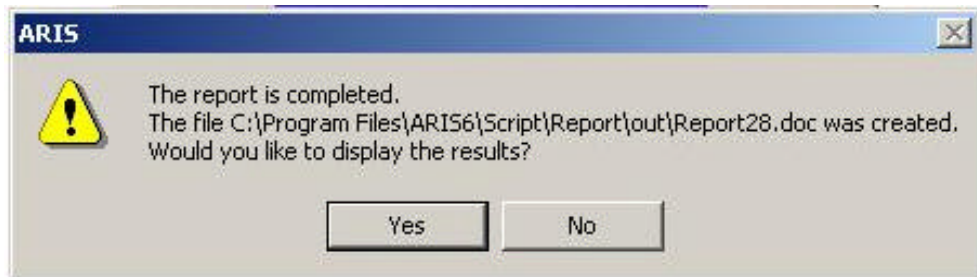 ARIS
The report is completed.
The file C:\Program Files\ARIS6\Script\Report\out\Report28.doc was created.
Would you like to display the results?
Yes No